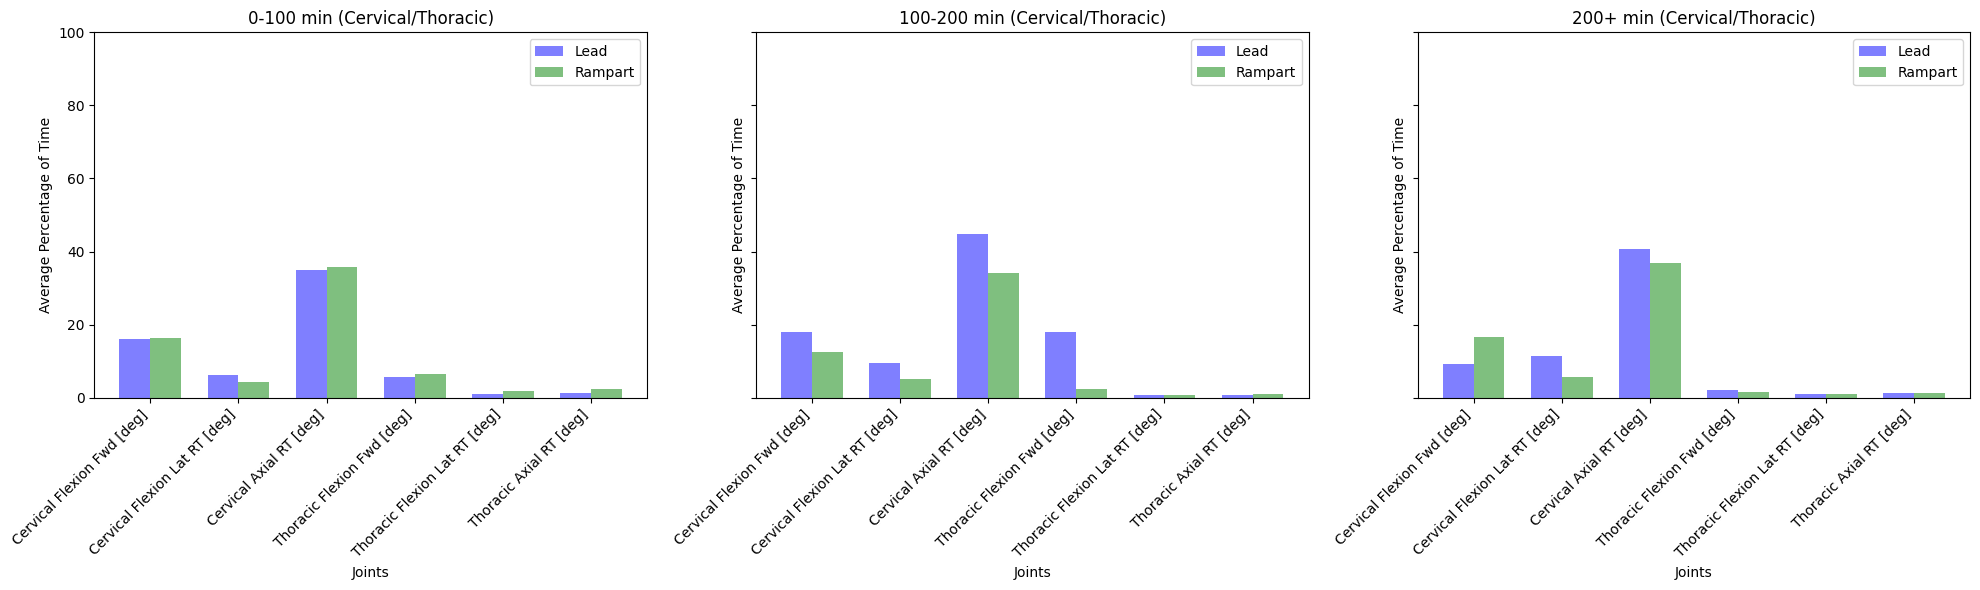 0-100 min (Cervical/Thoracic)
Average Percentage of Time
100
80
60
40
20
0
Lead
Rampart
Cervical Flexion Fwd [deg]
Cervical Flexion Lat RT [deg]
Cervical Axial RT [deg]
Thoracic Flexion Fwd [deg]
Thoracic Flexion Lat RT [deg]
Thoracic Axial RT [deg]
Joints
100-200 min (Cervical/Thoracic)
Average Percentage of Time
Lead
Rampart
Cervical Flexion Fwd [deg]
Cervical Flexion Lat RT [deg]
Cervical Axial RT [deg]
Thoracic Flexion Fwd [deg]
Thoracic Flexion Lat RT [deg]
Thoracic Axial RT [deg]
Joints
200+ min (Cervical/Thoracic)
Average Percentage of Time
Lead
Rampart
Cervical Flexion Fwd [deg]
Cervical Flexion Lat RT [deg]
Cervical Axial RT [deg]
Thoracic Flexion Fwd [deg]
Thoracic Flexion Lat RT [deg]
Thoracic Axial RT [deg]
Joints